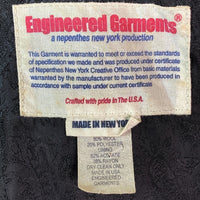 Engineered Garments®
a nepenthes new york production
This Garment is warranted to meet or exceed the standards
of specification we made and was produced under certificate
of Nepenthes New York Creative Office from basic materials
warranted by the manufacturer to have been produced in
accordance with sample under current certificate
Crafted with pride in The U.S.A.
MADE IN NEW YORK
80% WOOL
20% POLYESTER
LINING
62% ACETATE
38% RAYON
DRY CLEAN ONLY
MADE IN USA
ENGINEERED
GARMENTS